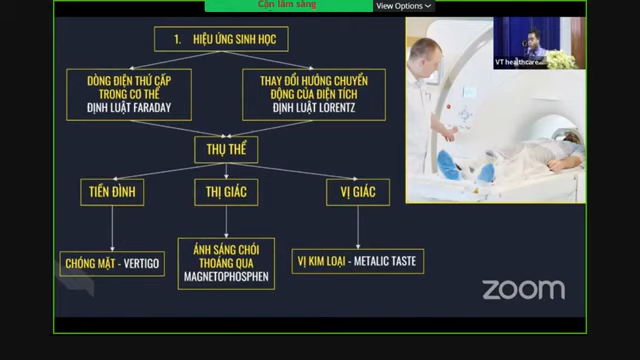 Cận lâm sàng
View Options
1. HIỆU ỨNG SINH HỌC
DÒNG ĐIỆN THỨ CẤP
TRONG CƠ THỂ
ĐỊNH LUẬT FARADAY
THAY ĐỔI HƯỚNG CHUYỂN
ĐỘNG CỦA ĐIỆN TÍCH
ĐỊNH LUẬT LORENTZ
VT healthcare...
THỤ THỂ
TIỀN ĐÌNH
THỊ GIÁC
VỊ GIÁC
CHÓNG MẶT - VERTIGO
ÁNH SÁNG CHÓI
THOÁNG QUA
MAGNETOPHOSPHEN
VỊ KIM LOẠI - METALIC TASTE
zoom